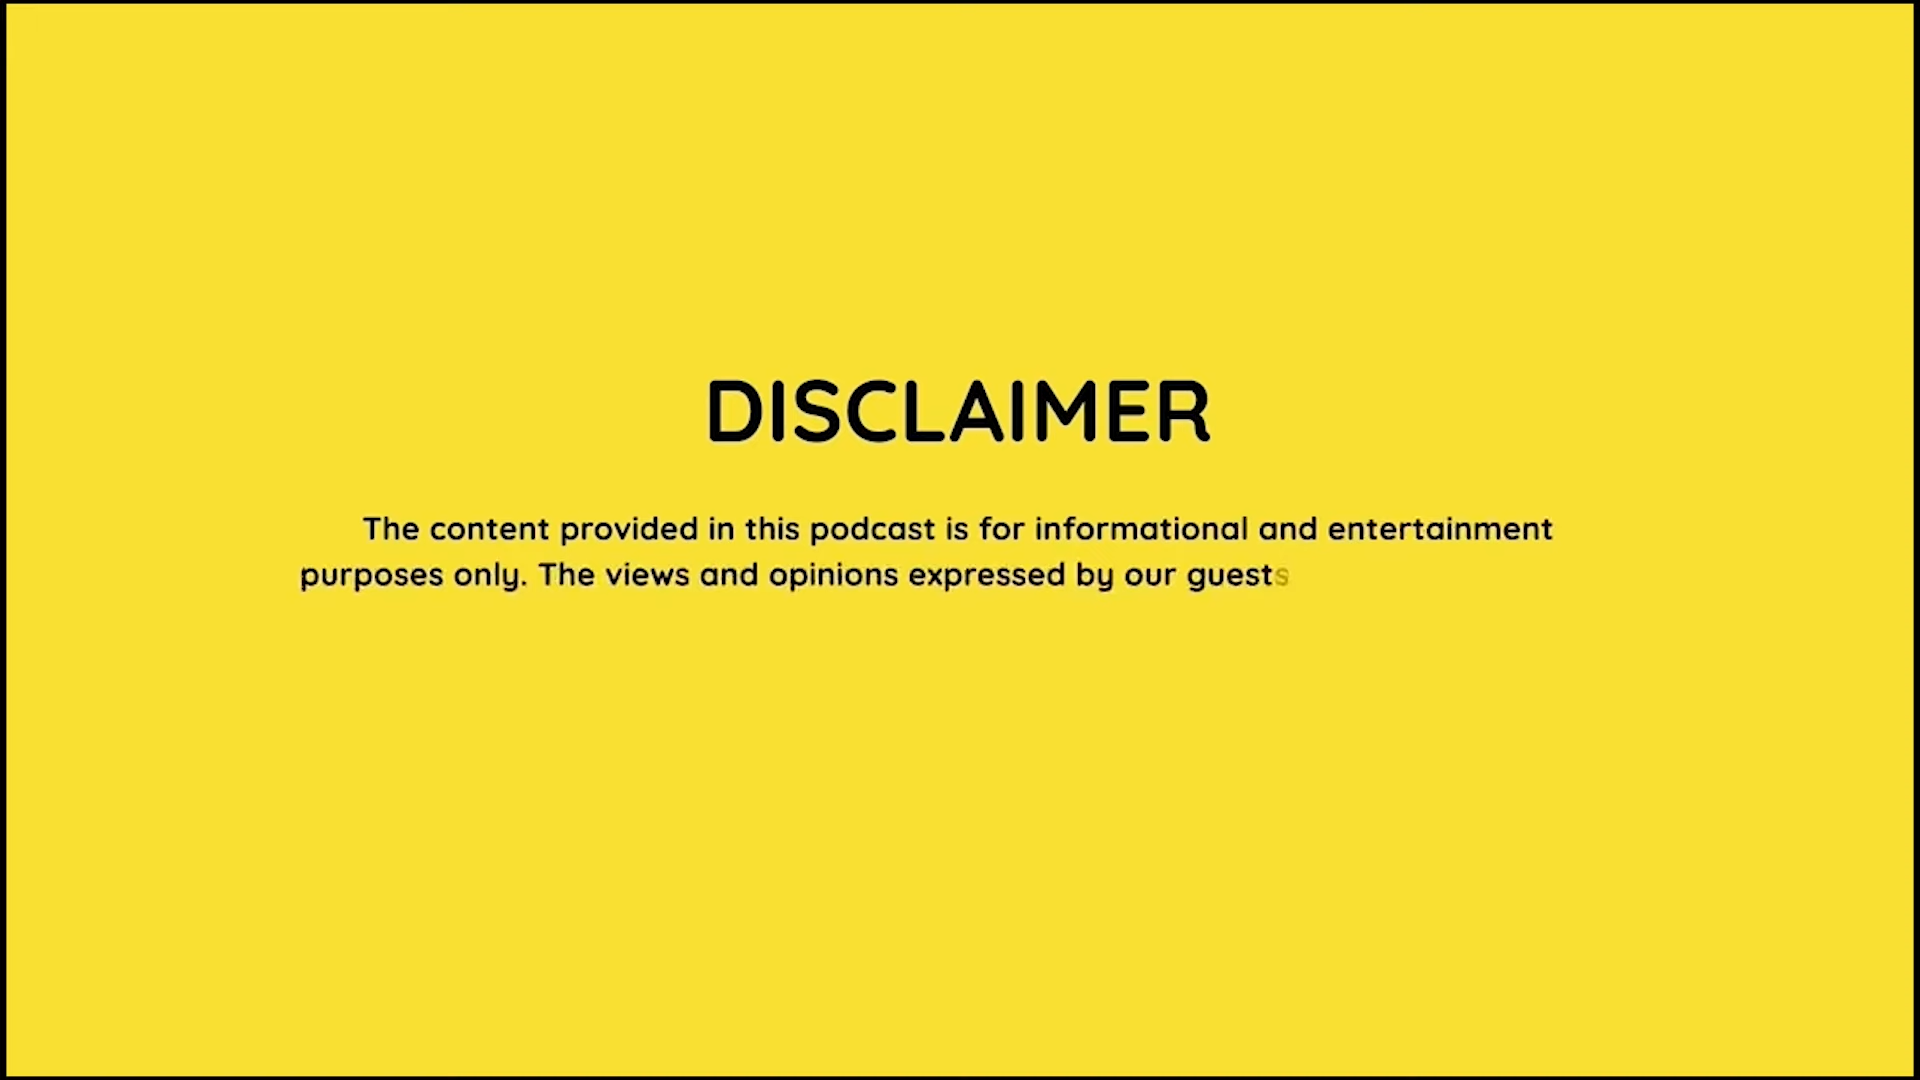 DISCLAIMER
The content provided in this podcast is for informational and entertainment
purposes only. The views and opinions expressed by our guests